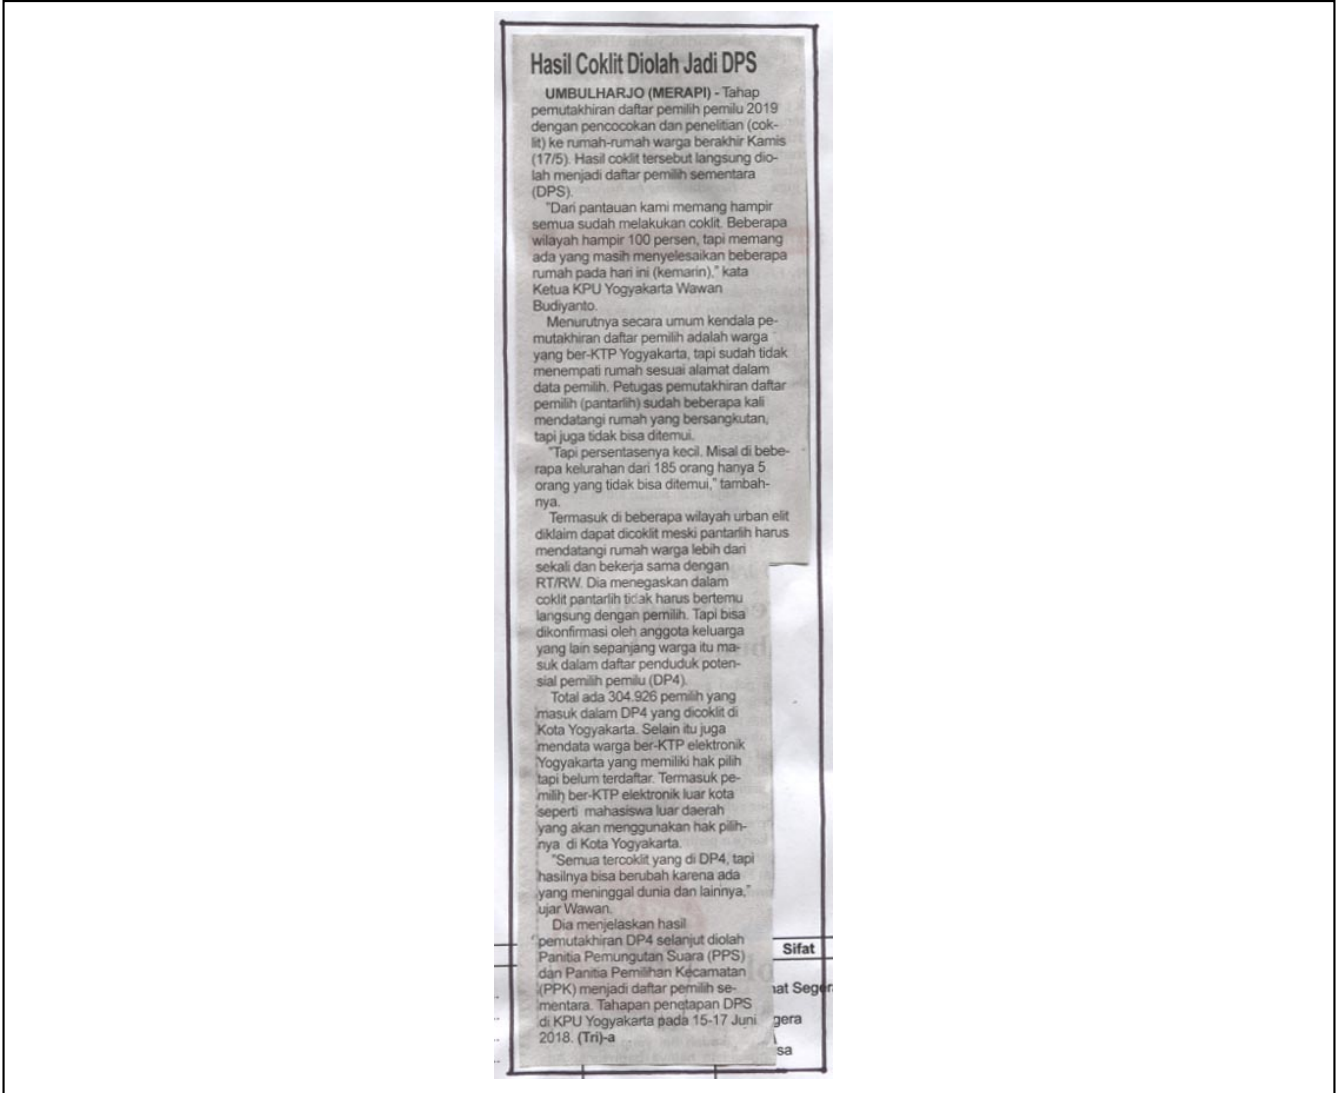 Hasil Coklit Diolah Jadi DPS
UMBULHARJO (MERAPI) - Tahap
pemutakhiran daftar pemilih pemilu 2019
dengan pencocokan dan penelitian (cok-
lit) ke rumah-rumah warga berakhir Kamis
(17/5). Hasil coklit tersebut langsung dio-
lah menjadi daftar pemilih sementara
(DPS).
"Dari pantauan kami memang hampir
semua sudah melakukan coklit. Beberapa
wilayah hampir 100 persen, tapi memang
ada yang masih menyelesaikan beberapa
rumah pada hari ini (kemarin)," kata
Ketua KPU Yogyakarta Wawan
Budiyanto.
Menurutnya secara umum kendala pe-
mutakhiran daftar pemilih adalah warga
yang ber-KTP Yogyakarta, tapi sudah tidak
menempati rumah sesuai alamat dalam
data pemilih. Petugas pemutakhiran daftar
pemilih (pantarlih) sudah beberapa kali
mendatangi rumah yang bersangkutan,
tapi juga tidak bisa ditemui.
"Tapi persentasenya kecil. Misal di bebe-
rapa kelurahan dari 185 orang hanya 5
orang yang tidak bisa ditemui," tambah-
nya.
Termasuk di beberapa wilayah urban elit
diklaim dapat dicoklit meski pantarlih harus
mendatangi rumah warga lebih dari
sekali dan bekerja sama dengan
RT/RW. Dia menegaskan dalam
coklit pantarlih tidak harus bertemu
langsung dengan pemilih. Tapi bisa
dikonfirmasi oleh anggota keluarga
yang lain sepanjang warga itu ma-
suk dalam daftar penduduk poten-
sial pemilih pemilu (DP4).
Total ada 304.926 pemilih yang
masuk dalam DP4 yang dicoklit di
Kota Yogyakarta. Selain itu juga
mendata warga ber-KTP elektronik
Yogyakarta yang memiliki hak pilih
tapi belum terdaftar. Termasuk pe-
milih ber-KTP elektronik luar kota
seperti mahasiswa luar daerah
yang akan menggunakan hak pilih-
nya di Kota Yogyakarta.
"Semua tercoklit yang di DP4, tapi
hasilnya bisa berubah karena ada
yang meninggal dunia dan lainnya,"
ujar Wawan.
Dia menjelaskan hasil
pemutakhiran DP4 selanjut diolah
Panitia Pemungutan Suara (PPS)
dan Panitia Pemilihan Kecamatan
(PPK) menjadi daftar pemilih se-
mentara. Tahapan penetapan DPS
di KPU Yogyakarta pada 15-17 Juni
2018. (Tri)-a
Sifat